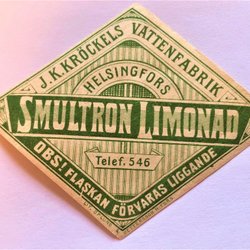 J.K.KRÖCKELS VATTENFABRIK
HELSINGFORS
SMULTRON LIMONAD
Telef. 546
OBS! FLASKAN FÖRVARAS LIGGANDE